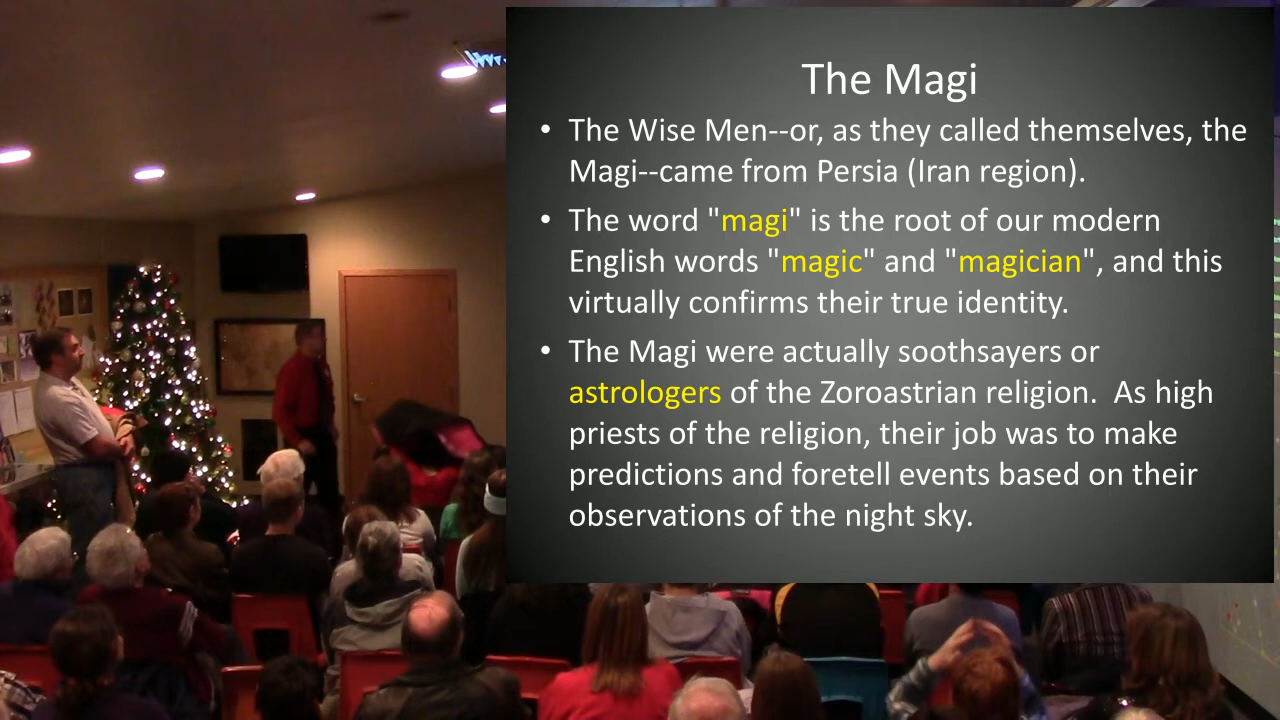 The Magi
• The Wise Men--or, as they called themselves, the
Magi--came from Persia (Iran region).
• The word "magi" is the root of our modern
English words "magic" and "magician", and this
virtually confirms their true identity.
• The Magi were actually soothsayers or
astrologers of the Zoroastrian religion.  As high
priests of the religion, their job was to make
predictions and foretell events based on their
observations of the night sky.